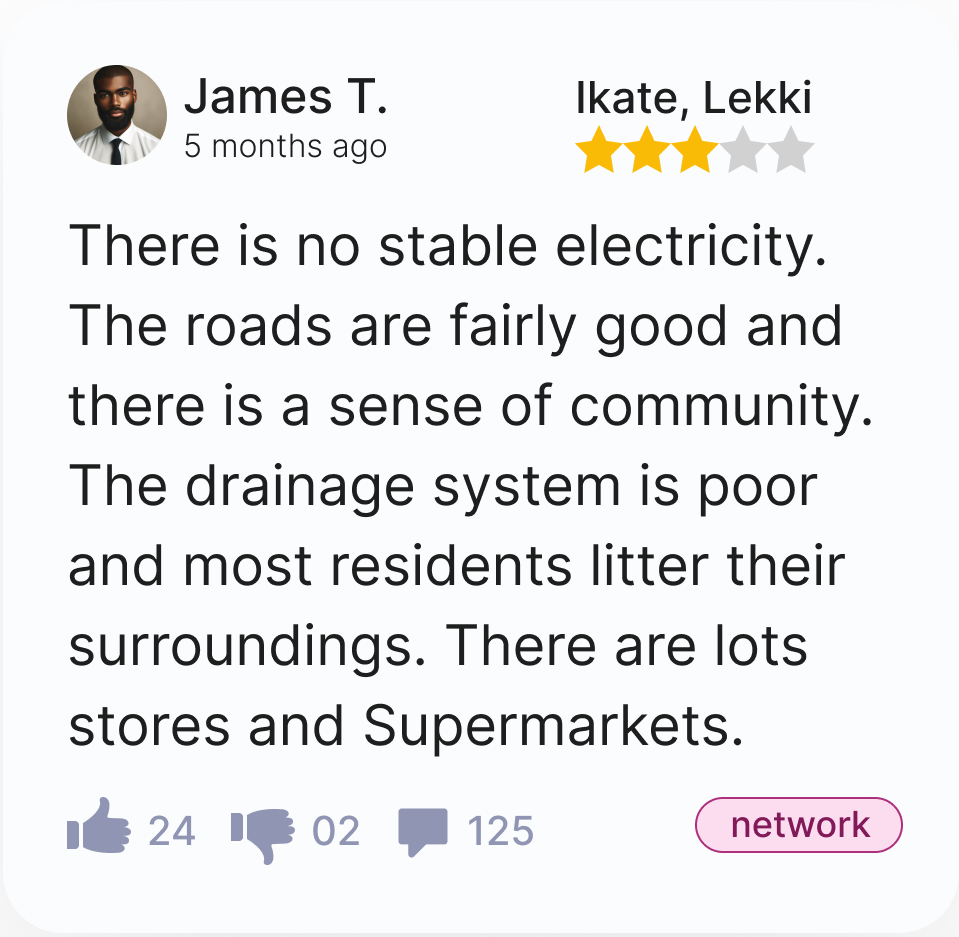 James T.
5 months ago
Ikate, Lekki
There is no stable electricity.
The roads are fairly good and
there is a sense of community.
The drainage system is poor
and most residents litter their
surroundings. There are lots
stores and Supermarkets.
24
02
125
network